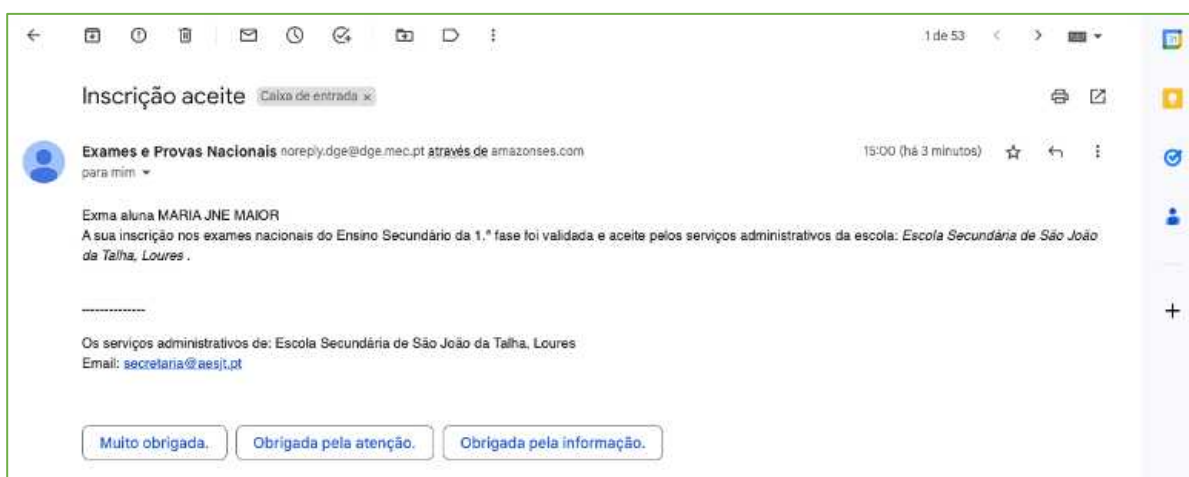 1 de 53
Inscrição aceite Caixa de entrada x
Exames e Provas Nacionais noreply.dge@dge.mec.pt através de amazonses.com 15:00 (há 3 minutos)
para mim
Exma aluna MARIA JNE MAIOR
A sua inscrição nos exames nacionais do Ensino Secundário da 1.ª fase foi validada e aceite pelos serviços administrativos da escola: Escola Secundária de São João
da Talha, Loures .
--------------
Os serviços administrativos de: Escola Secundária de São João da Talha, Loures
Email: secretaria@aesjt.pt
Muito obrigada. Obrigada pela atenção. Obrigada pela informação.